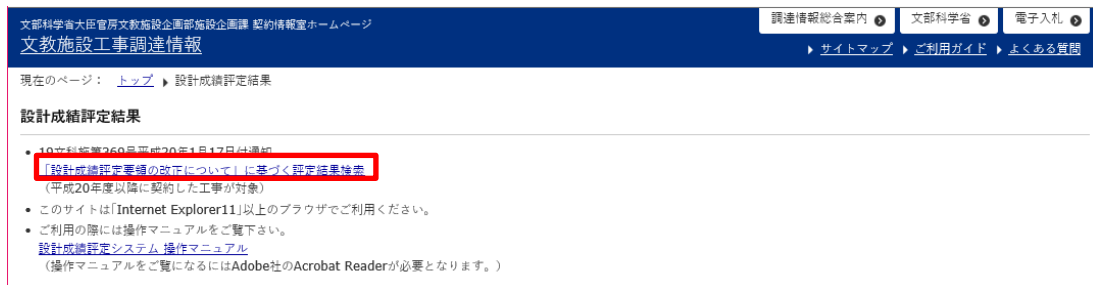 文部科学省大臣官房文教施設企画部施設企画課 契約情報室ホームページ
文教施設工事調達情報
調達情報総合案内
文部科学省
電子入札
サイトマップ
ご利用ガイド
よくある質問
現在のページ： トップ 設計成績評定結果
設計成績評定結果
• 19文科施第369号平成20年1月17日付通知
「設計成績評定要領の改正について」に基づく評定結果検索
（平成20年度以降に契約した工事が対象）
• このサイトは「Internet Explorer11」以上のブラウザでご利用ください。
• ご利用の際には操作マニュアルをご覧下さい。
設計成績評定システム 操作マニュアル
（操作マニュアルをご覧になるにはAdobe社のAcrobat Readerが必要となります。）